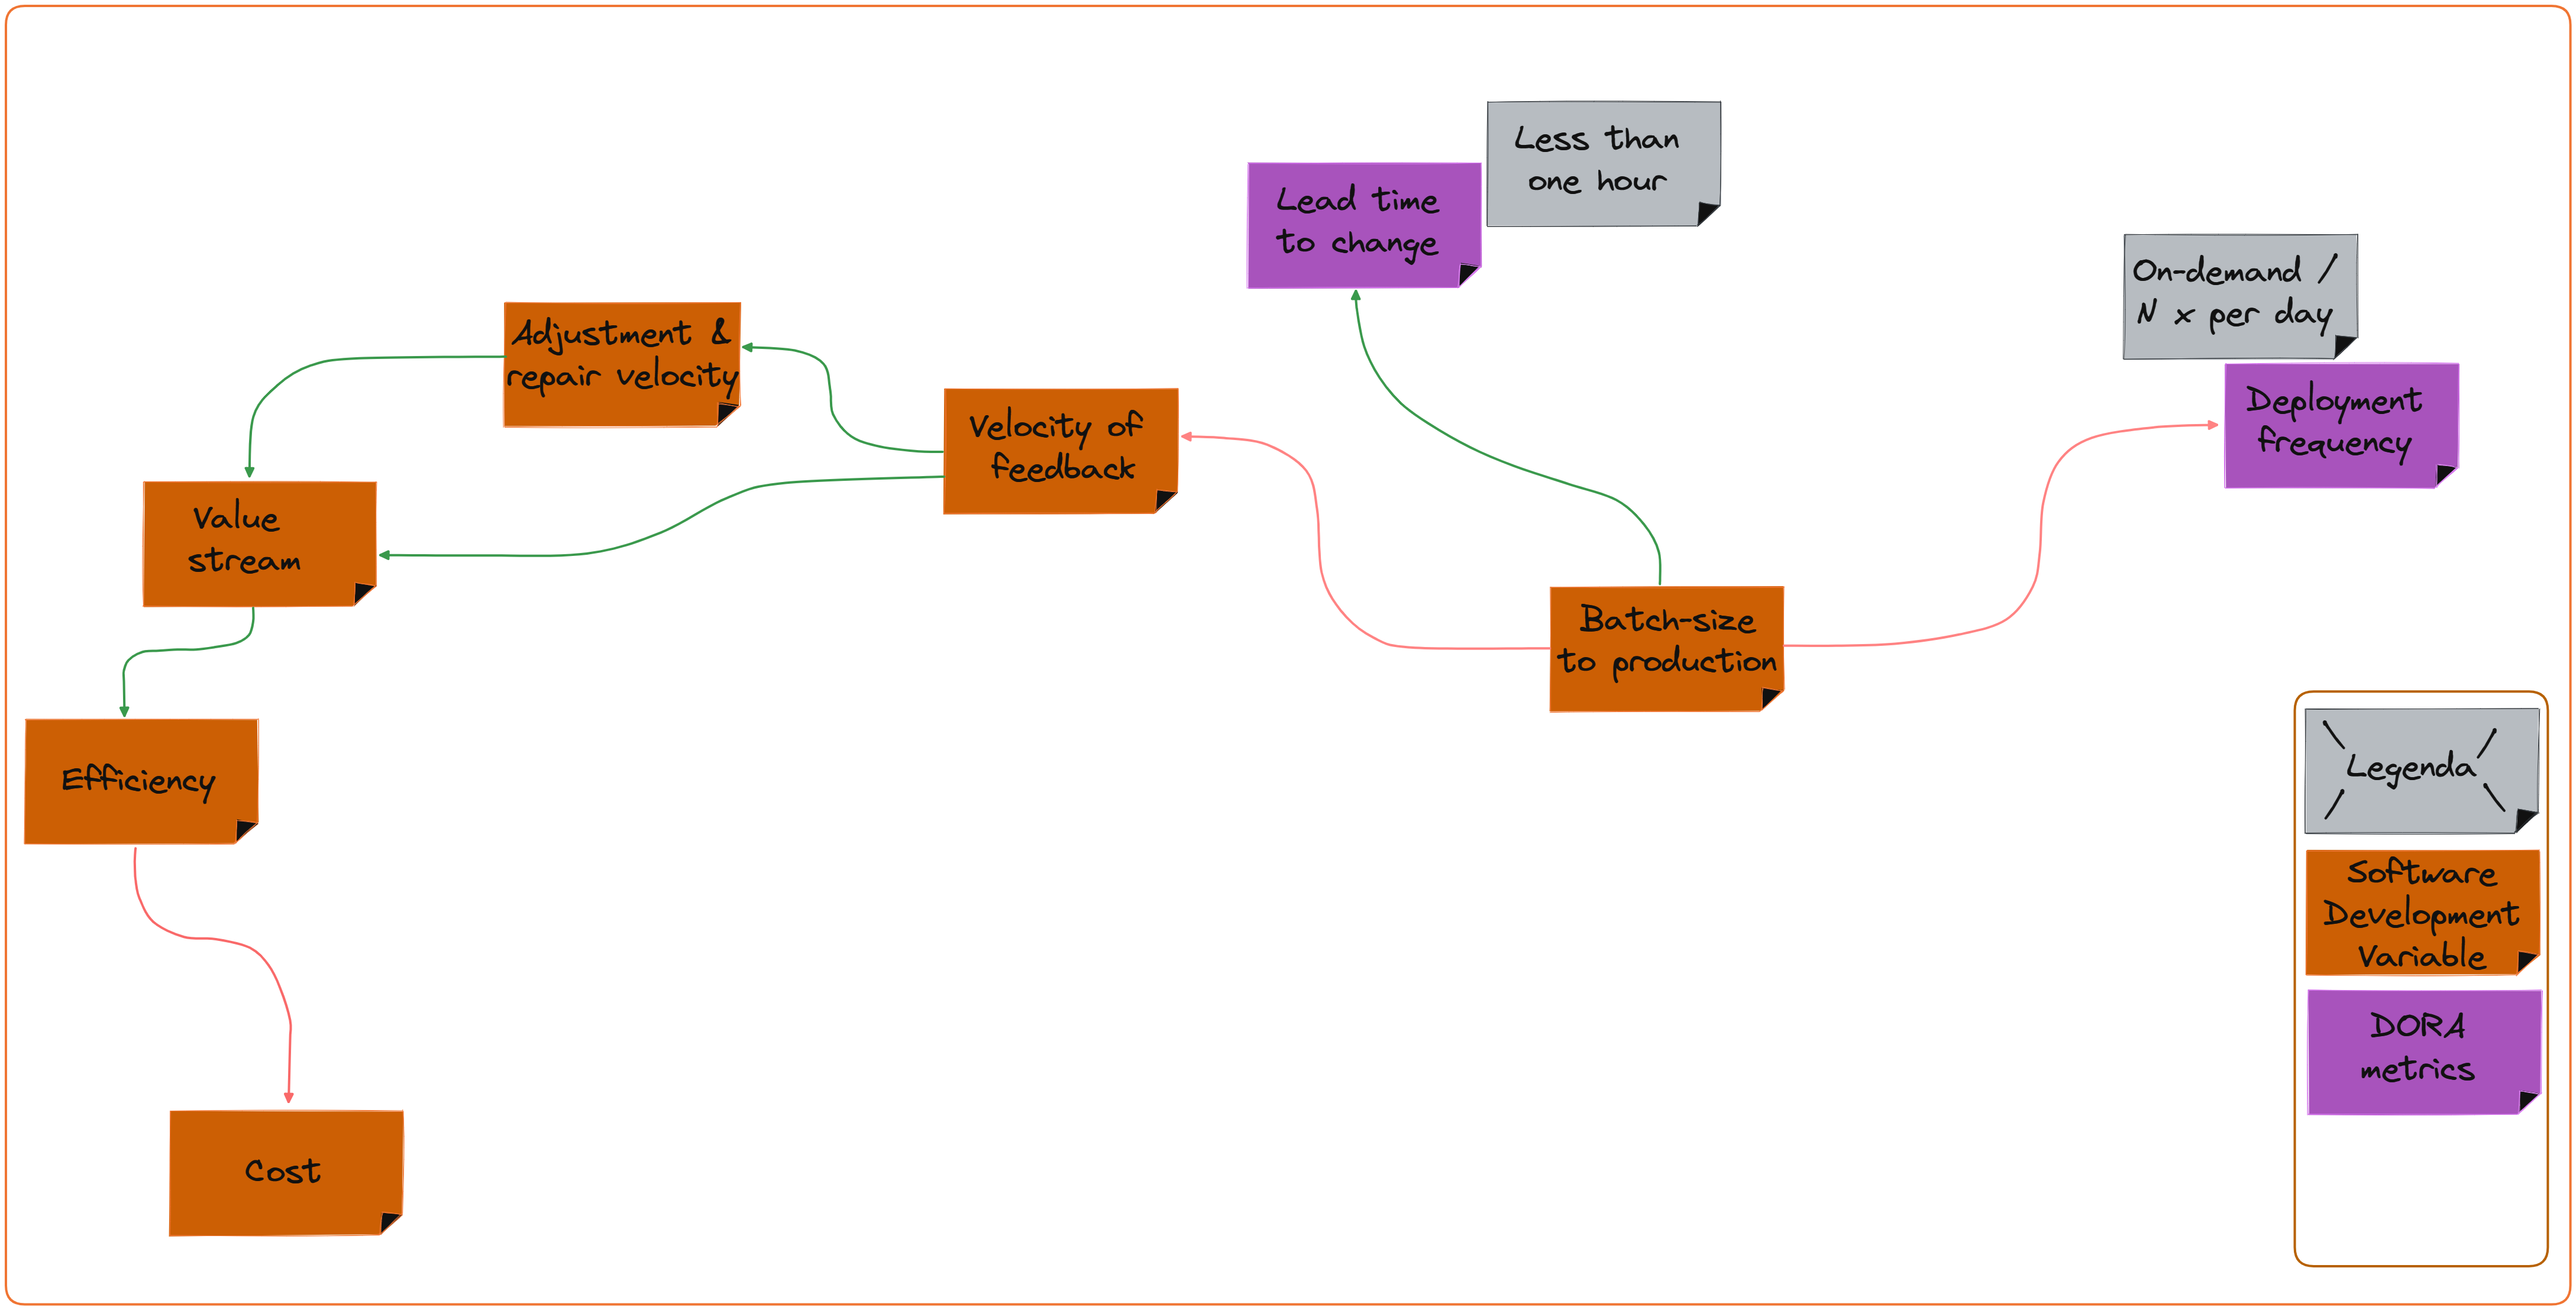 Less than
one hour
Lead time
to change
On-demand /
N x per day
Deployment
frequency
Adjustment &
repair velocity
Velocity of
feedback
Value
stream
Batch-size
to production
Efficiency
Cost
Legenda
Software
Development
Variable
DORA
metrics